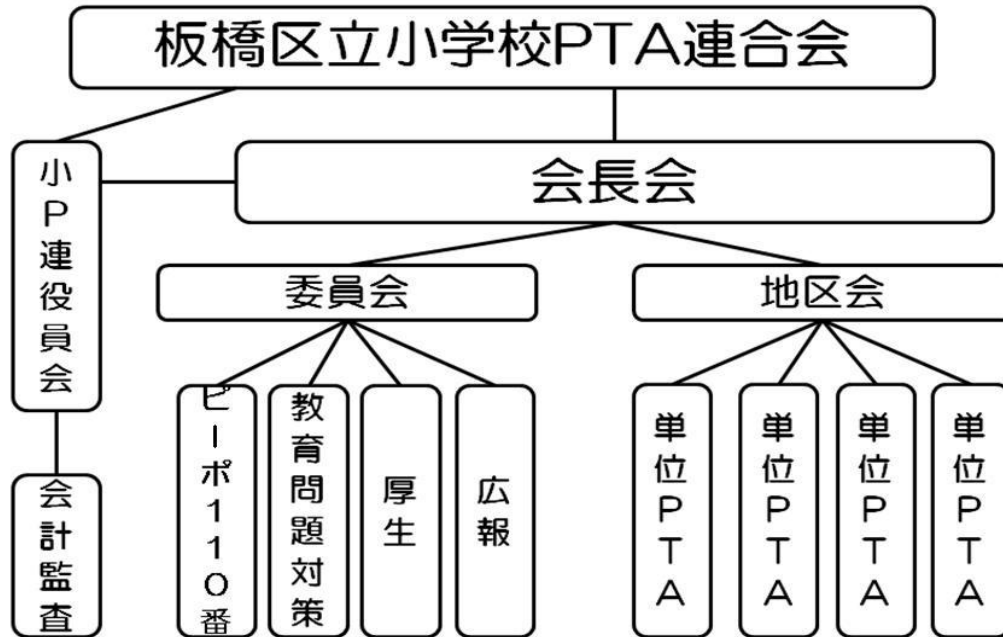 板橋区立小学校PTA連合会
小P連役員会
会長会
委員会
地区会
ピーポ110番
教育問題対策
厚生
広報
単位PTA
単位PTA
単位PTA
単位PTA
会計監査